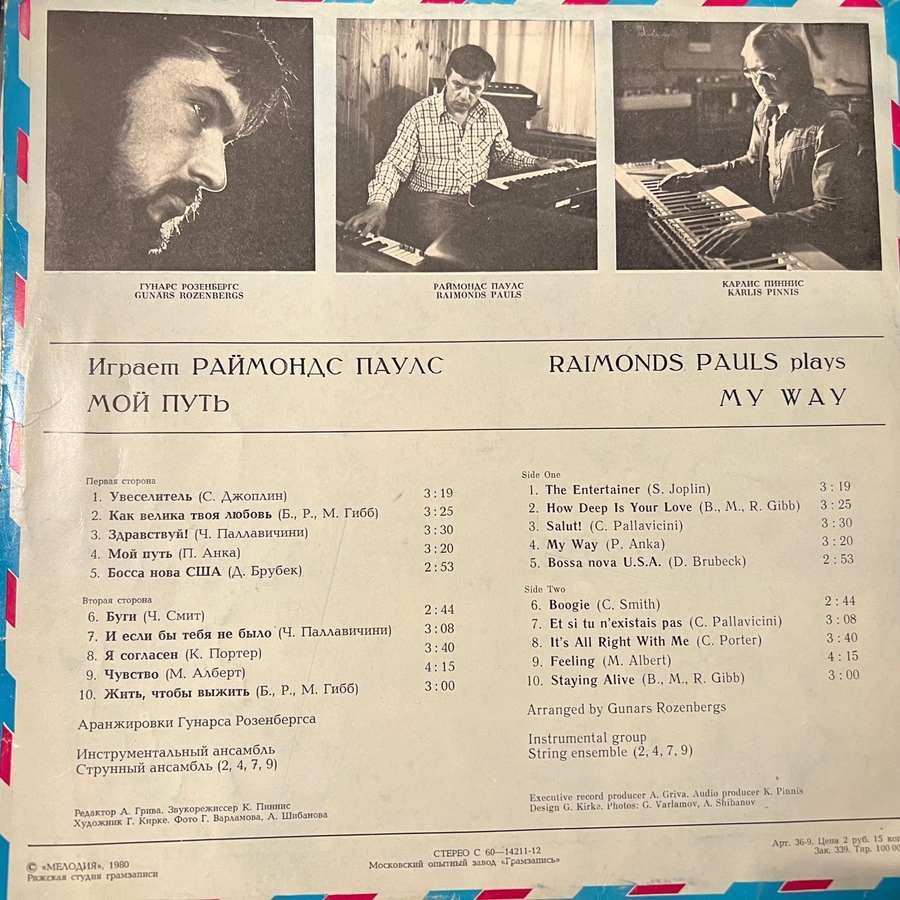 ГУНАРС РОЗЕНБЕРГС
GUNĀRS ROZENBERGS
РАЙМОНДС ПАУЛС
RAIMONDS PAULS
КАРЛИС ПИННИС
KĀRLIS PINNIS
Играет РАЙМОНДС ПАУЛС
МОЙ ПУТЬ
RAIMONDS PAULS plays
MY WAY
Первая сторона
1. Увеселитель (С. Джоплин) 3:19
2. Как велика твоя любовь (Б., Р., М. Гибб) 3:25
3. Здравствуй! (Ч. Паллавичини) 3:30
4. Мой путь (П. Анка) 3:20
5. Босса нова США (Д. Брубек) 2:53
Вторая сторона
6. Буги (Ч. Смит) 2:44
7. И если бы тебя не было (Ч. Паллавичини) 3:08
8. Я согласен (К. Портер) 3:40
9. Чувство (М. Алберт) 4:15
10. Жить, чтобы выжить (Б., Р., М. Гибб) 3:00
Аранжировки Гунарса Розенбергса
Инструментальный ансамбль
Струнный ансамбль (2, 4, 7, 9)
Редактор А. Грива. Звукорежиссер К. Пиннис
Художник Г. Кирке. Фото Г. Варламова, А. Шибанова
Side One
1. The Entertainer (S. Joplin) 3:19
2. How Deep Is Your Love (B., M., R. Gibb) 3:25
3. Salut! (C. Pallavicini) 3:30
4. My Way (P. Anka) 3:20
5. Bossa nova U.S.A. (D. Brubeck) 2:53
Side Two
6. Boogie (C. Smith) 2:44
7. Et si tu n'existais pas (C. Pallavicini) 3:08
8. It's All Right With Me (C. Porter) 3:40
9. Feeling (M. Albert) 4:15
10. Staying Alive (B., M., R. Gibb) 3:00
Arranged by Gunars Rozenbergs
Instrumental group
String ensemble (2, 4, 7, 9)
Executive record producer A. Griva. Audio producer K. Pinnis
Design G. Kirke. Photos: G. Varlamov, A. Shibanov
© «МЕЛОДИЯ», 1980
Рижская студия грамзаписи
СТЕРЕО С 60—14211-12
Московский опытный завод «Грамзапись»
Арт. 36-9. Цена 2 руб. 15 коп
Зак. 339. Тир. 100 00